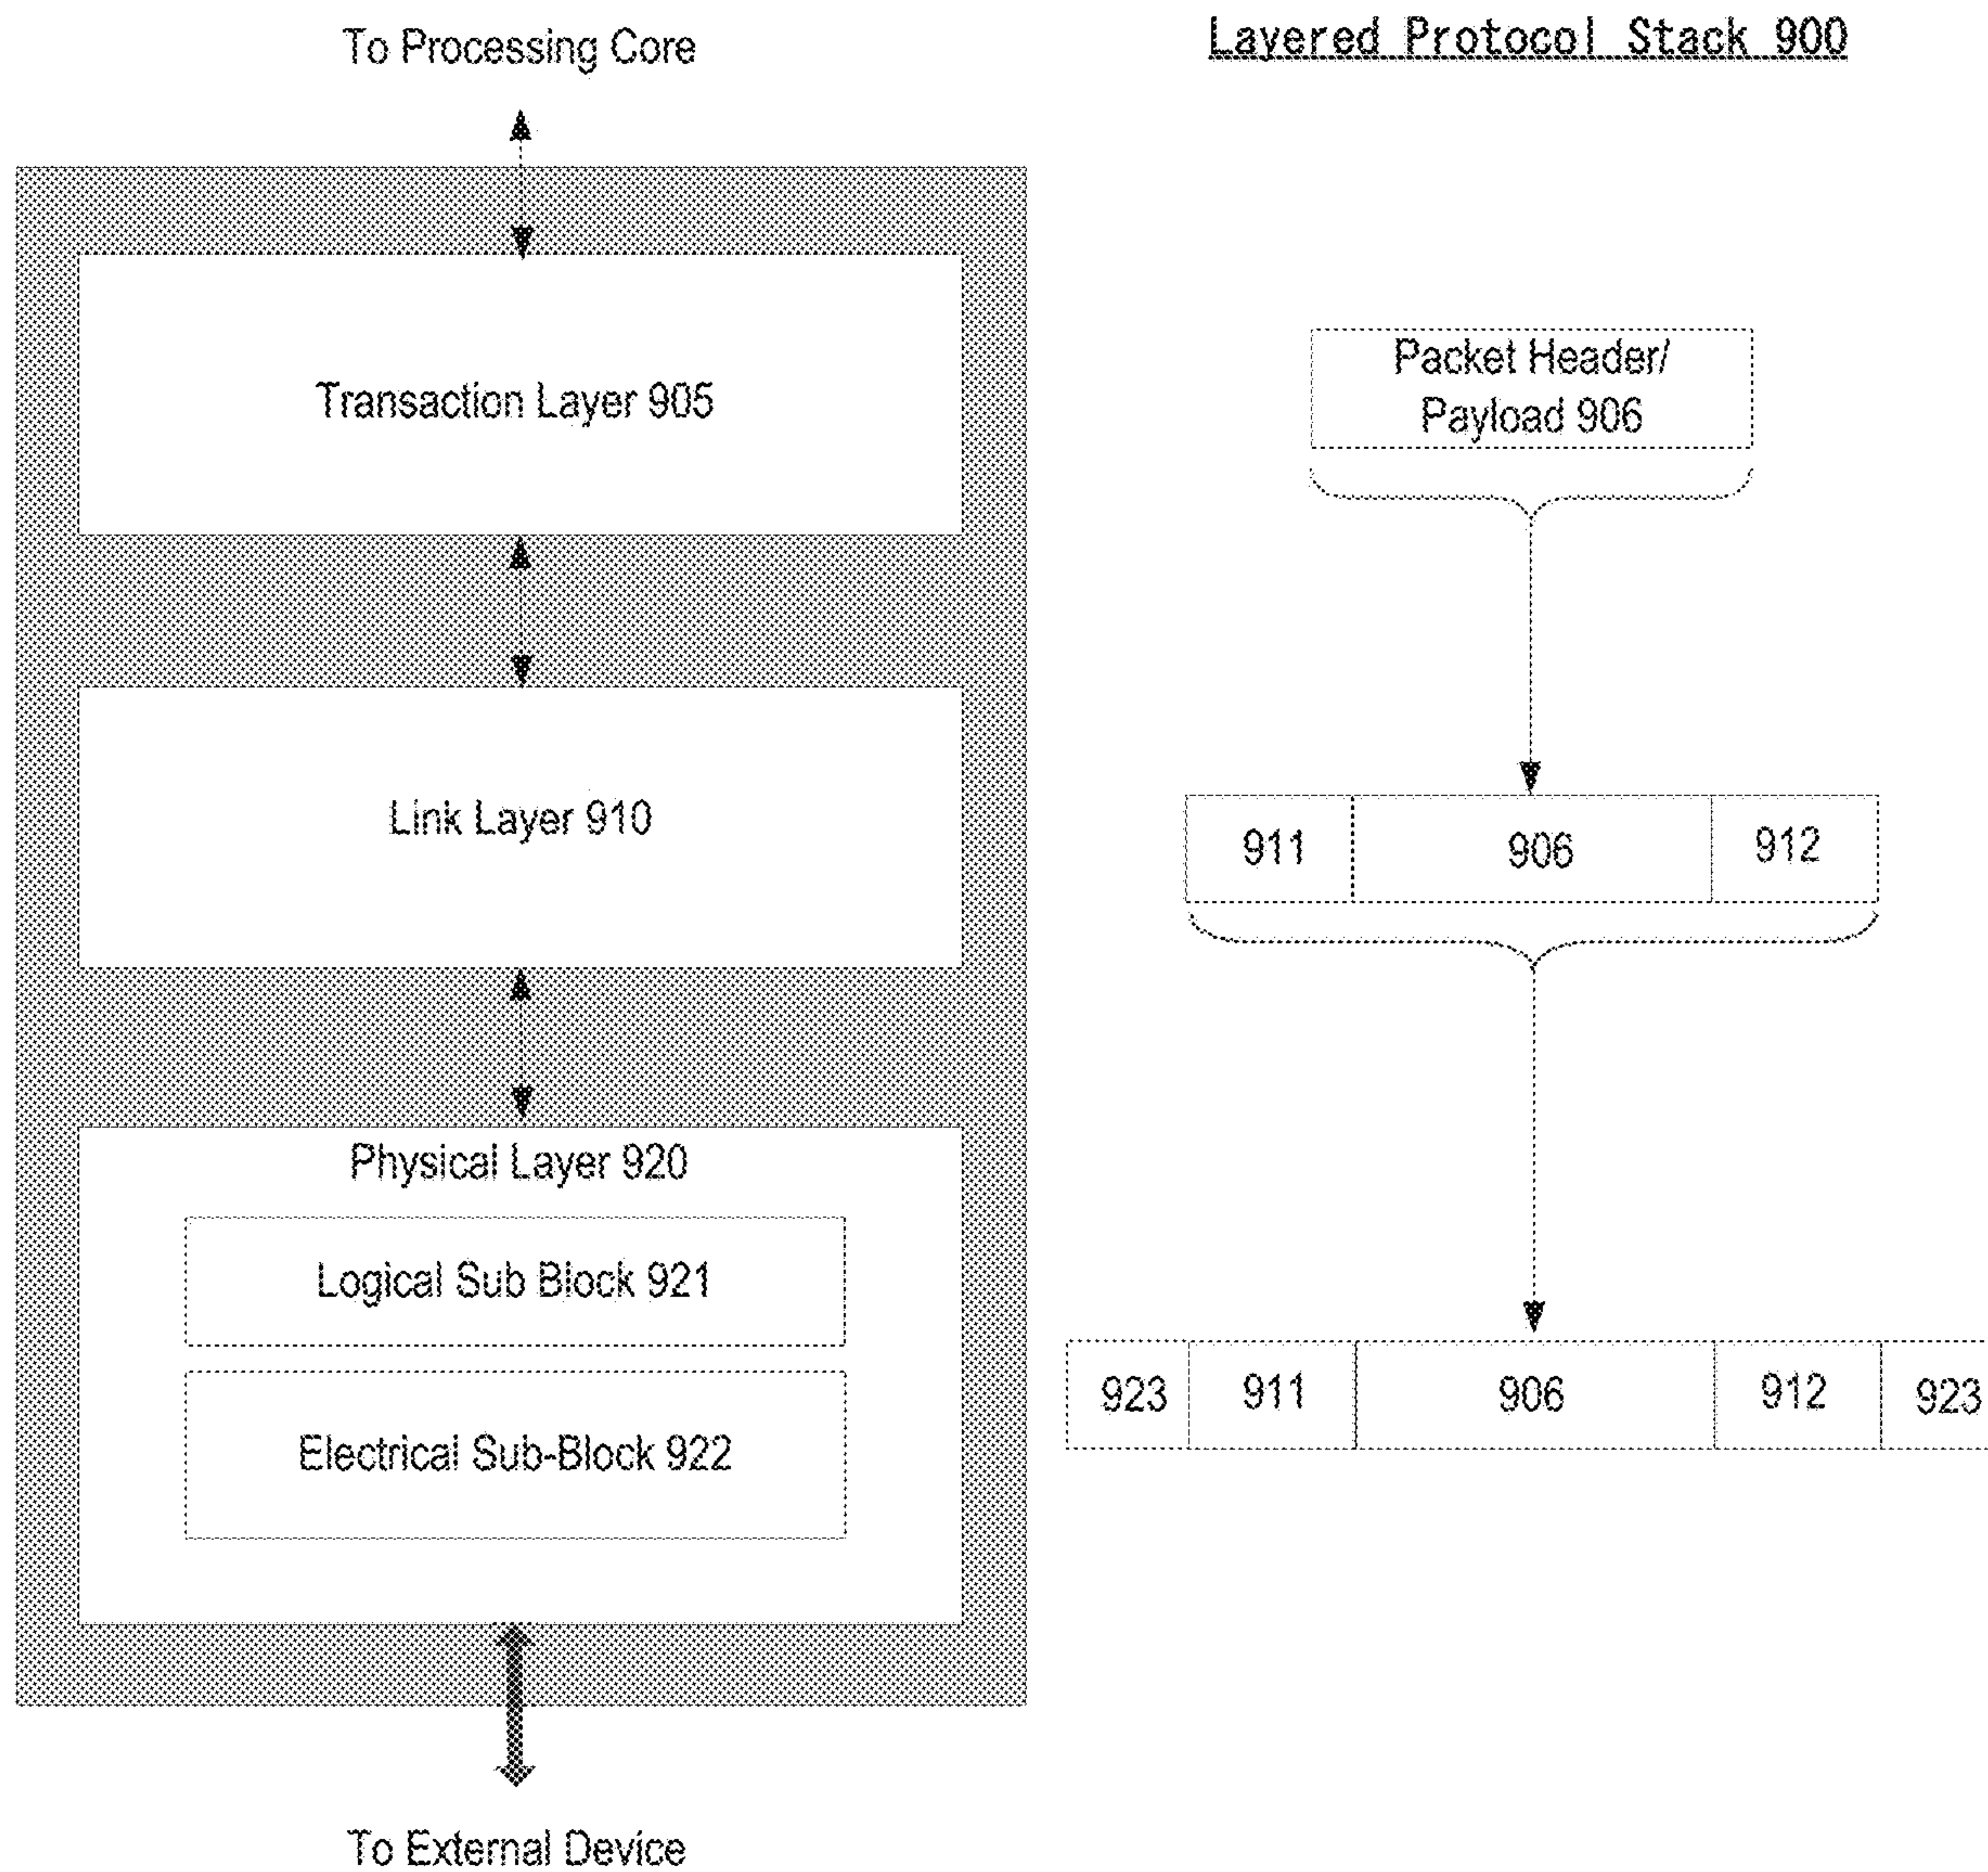 To Processing Core
Layered Protocol Stack 900
Transaction Layer 905
Packet Header/
Payload 906
Link Layer 910
911 906 912
Physical Layer 920
Logical Sub Block 921
Electrical Sub-Block 922
923 911 906 912 923
To External Device